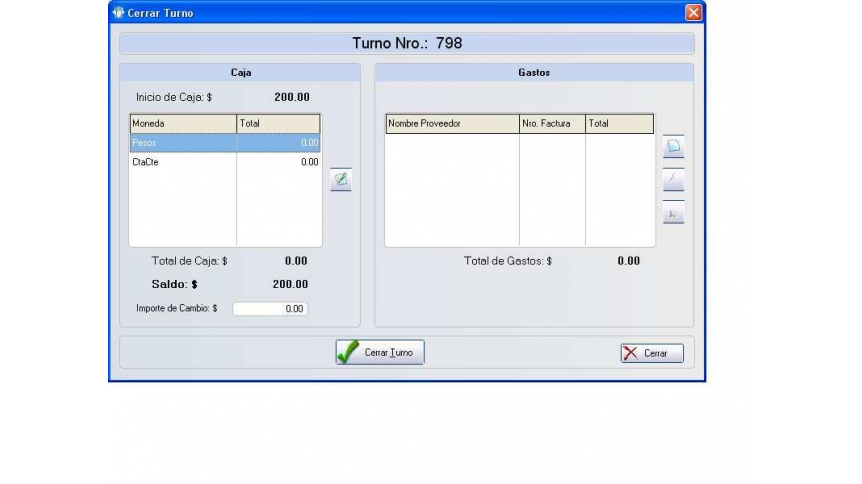 Cerrar Turno
Turno Nro.: 798
Caja
Inicio de Caja: $ 200.00
Moneda Total
Pesos 0.00
CtaCte 0.00
Total de Caja: $ 0.00
Saldo: $ 200.00
Importe de Cambio: $ 0.00
Gastos
Nombre Proveedor Nro. Factura Total
Total de Gastos: $ 0.00
Cerrar Turno
Cerrar